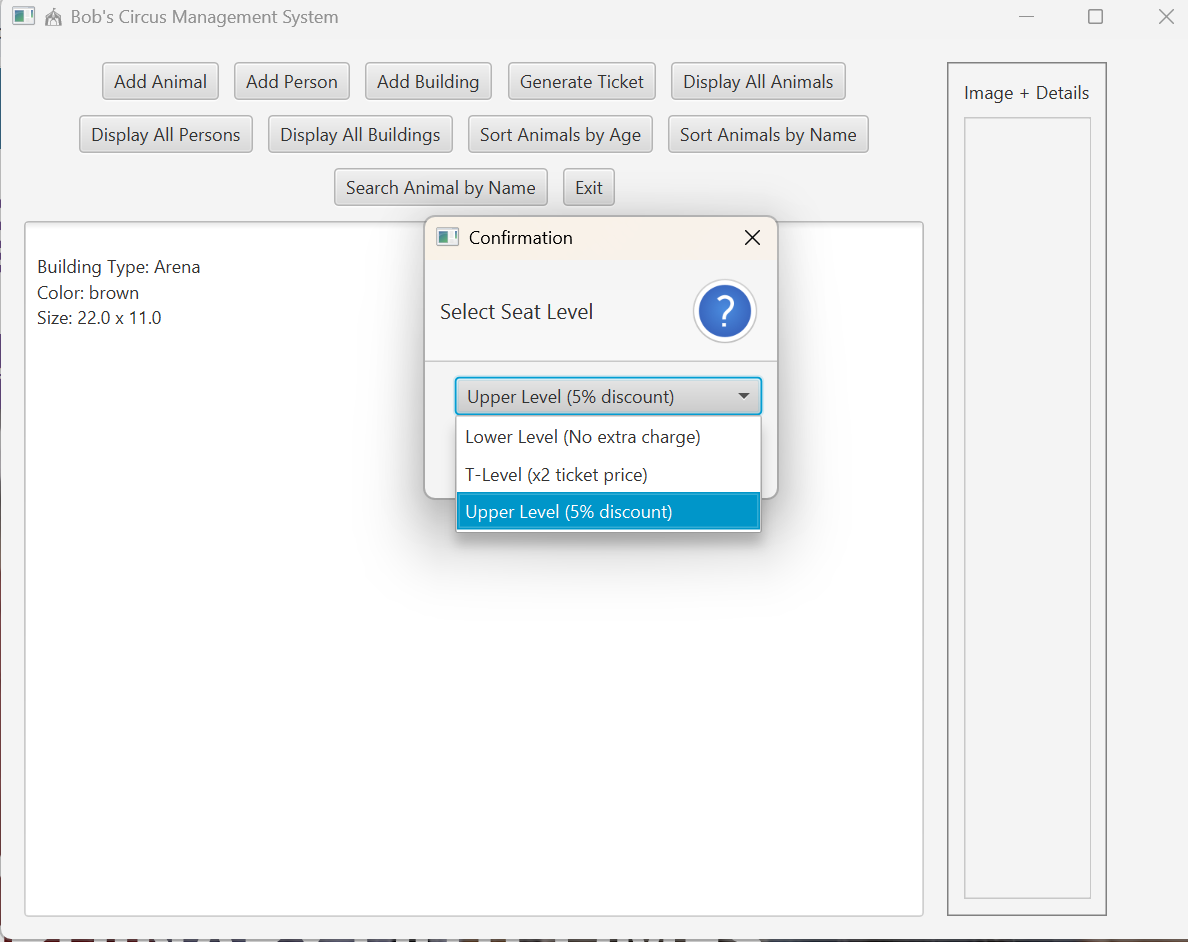 Bob's Circus Management System
Add Animal
Add Person
Add Building
Generate Ticket
Display All Animals
Display All Persons
Display All Buildings
Sort Animals by Age
Sort Animals by Name
Search Animal by Name
Exit
Image + Details
Building Type: Arena
Color: brown
Size: 22.0 x 11.0
Confirmation
Select Seat Level
?
Upper Level (5% discount)
Lower Level (No extra charge)
T-Level (x2 ticket price)
Upper Level (5% discount)